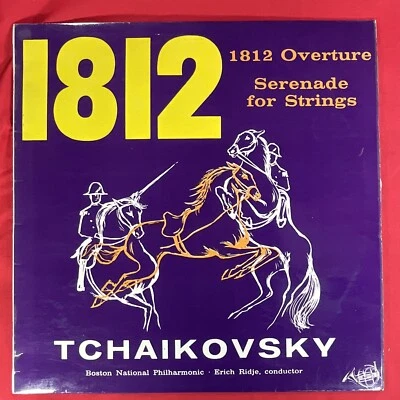 1812
1812 Overture
Serenade
for Strings
TCHAIKOVSKY
Boston National Philharmonic · Erich Ridje, conductor